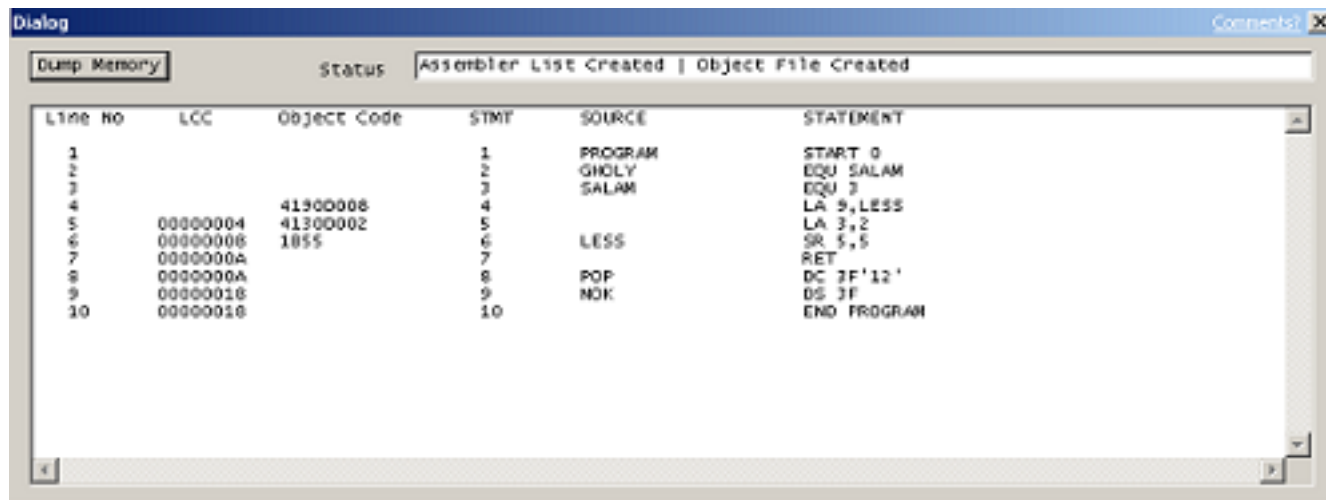 Dialog Comments?
Dump Memory Status Assembler List Created | Object File Created
Line No LCC Object Code STMT SOURCE STATEMENT
1 1 PROGRAM START 0
2 2 GHOLY EQU SALAM
3 3 SALAM EQU 3
4 4190D008 4 LA 9,LESS
5 00000004 4130D002 5 LA 3,2
6 00000008 1855 6 LESS SR 5,5
7 0000000A 7 RET
8 0000000A 8 POP DC 3F'12'
9 00000018 9 NOK DS 3F
10 00000018 10 END PROGRAM